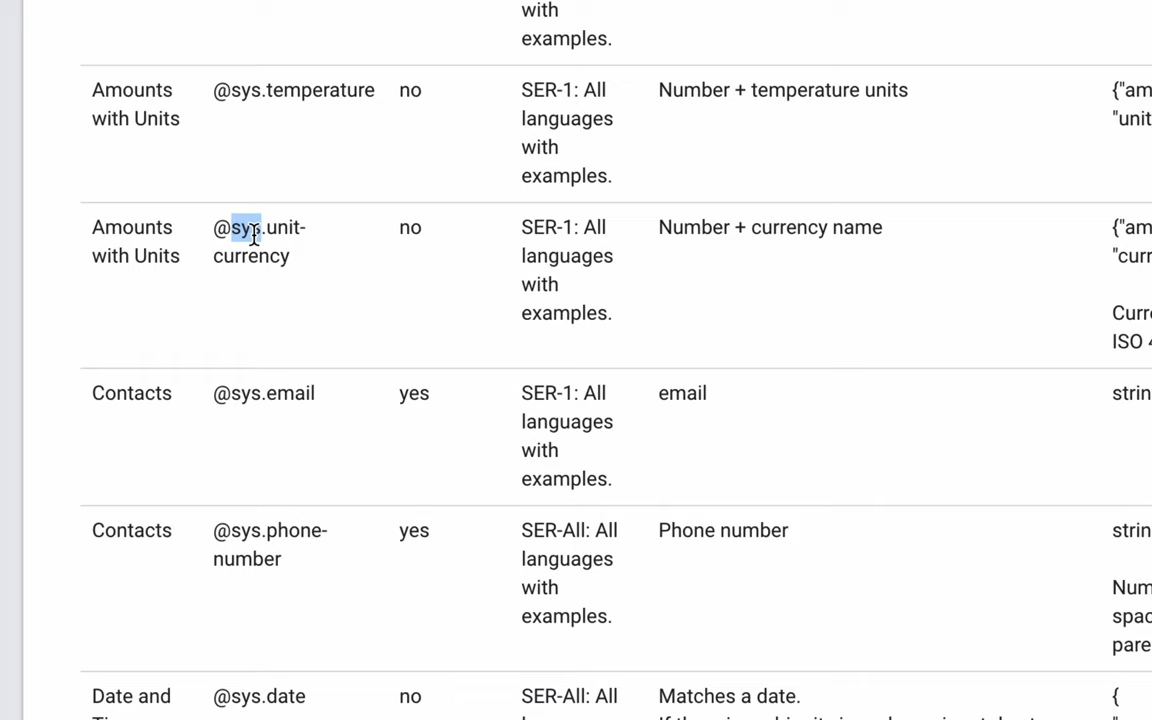 with
examples.
Amounts @sys.temperature no SER-1: All Number + temperature units {"am
with Units languages "unit
with
examples.
Amounts @sys.unit- no SER-1: All Number + currency name {"am
with Units currency languages "curr
with
examples. Curre
ISO 4
Contacts @sys.email yes SER-1: All email strin
languages
with
examples.
Contacts @sys.phone- yes SER-All: All Phone number strin
number languages
with Num
examples. spac
pare
Date and @sys.date no SER-All: All Matches a date. {